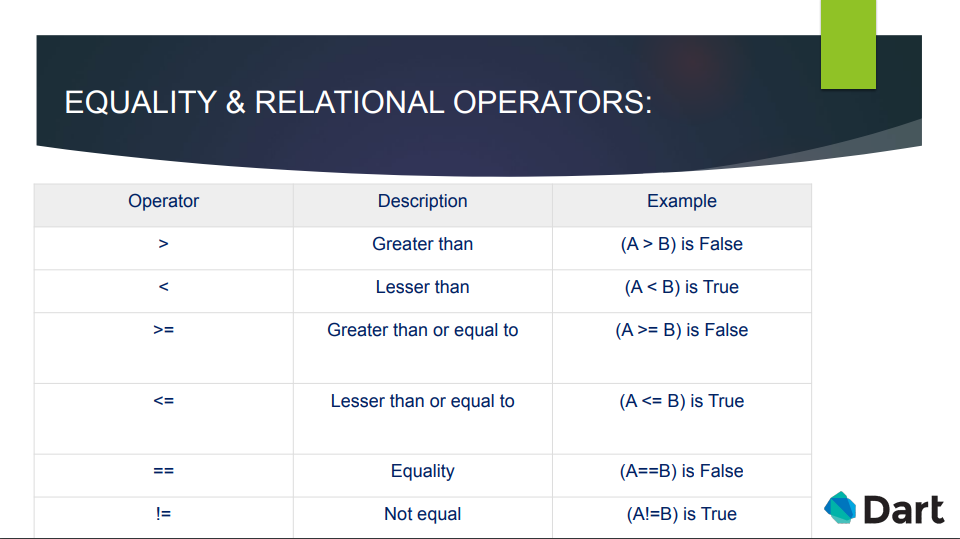 EQUALITY & RELATIONAL OPERATORS:
Operator Description Example
> Greater than (A > B) is False
< Lesser than (A < B) is True
>= Greater than or equal to (A >= B) is False
<= Lesser than or equal to (A <= B) is True
== Equality (A==B) is False
!= Not equal (A!=B) is True
Dart